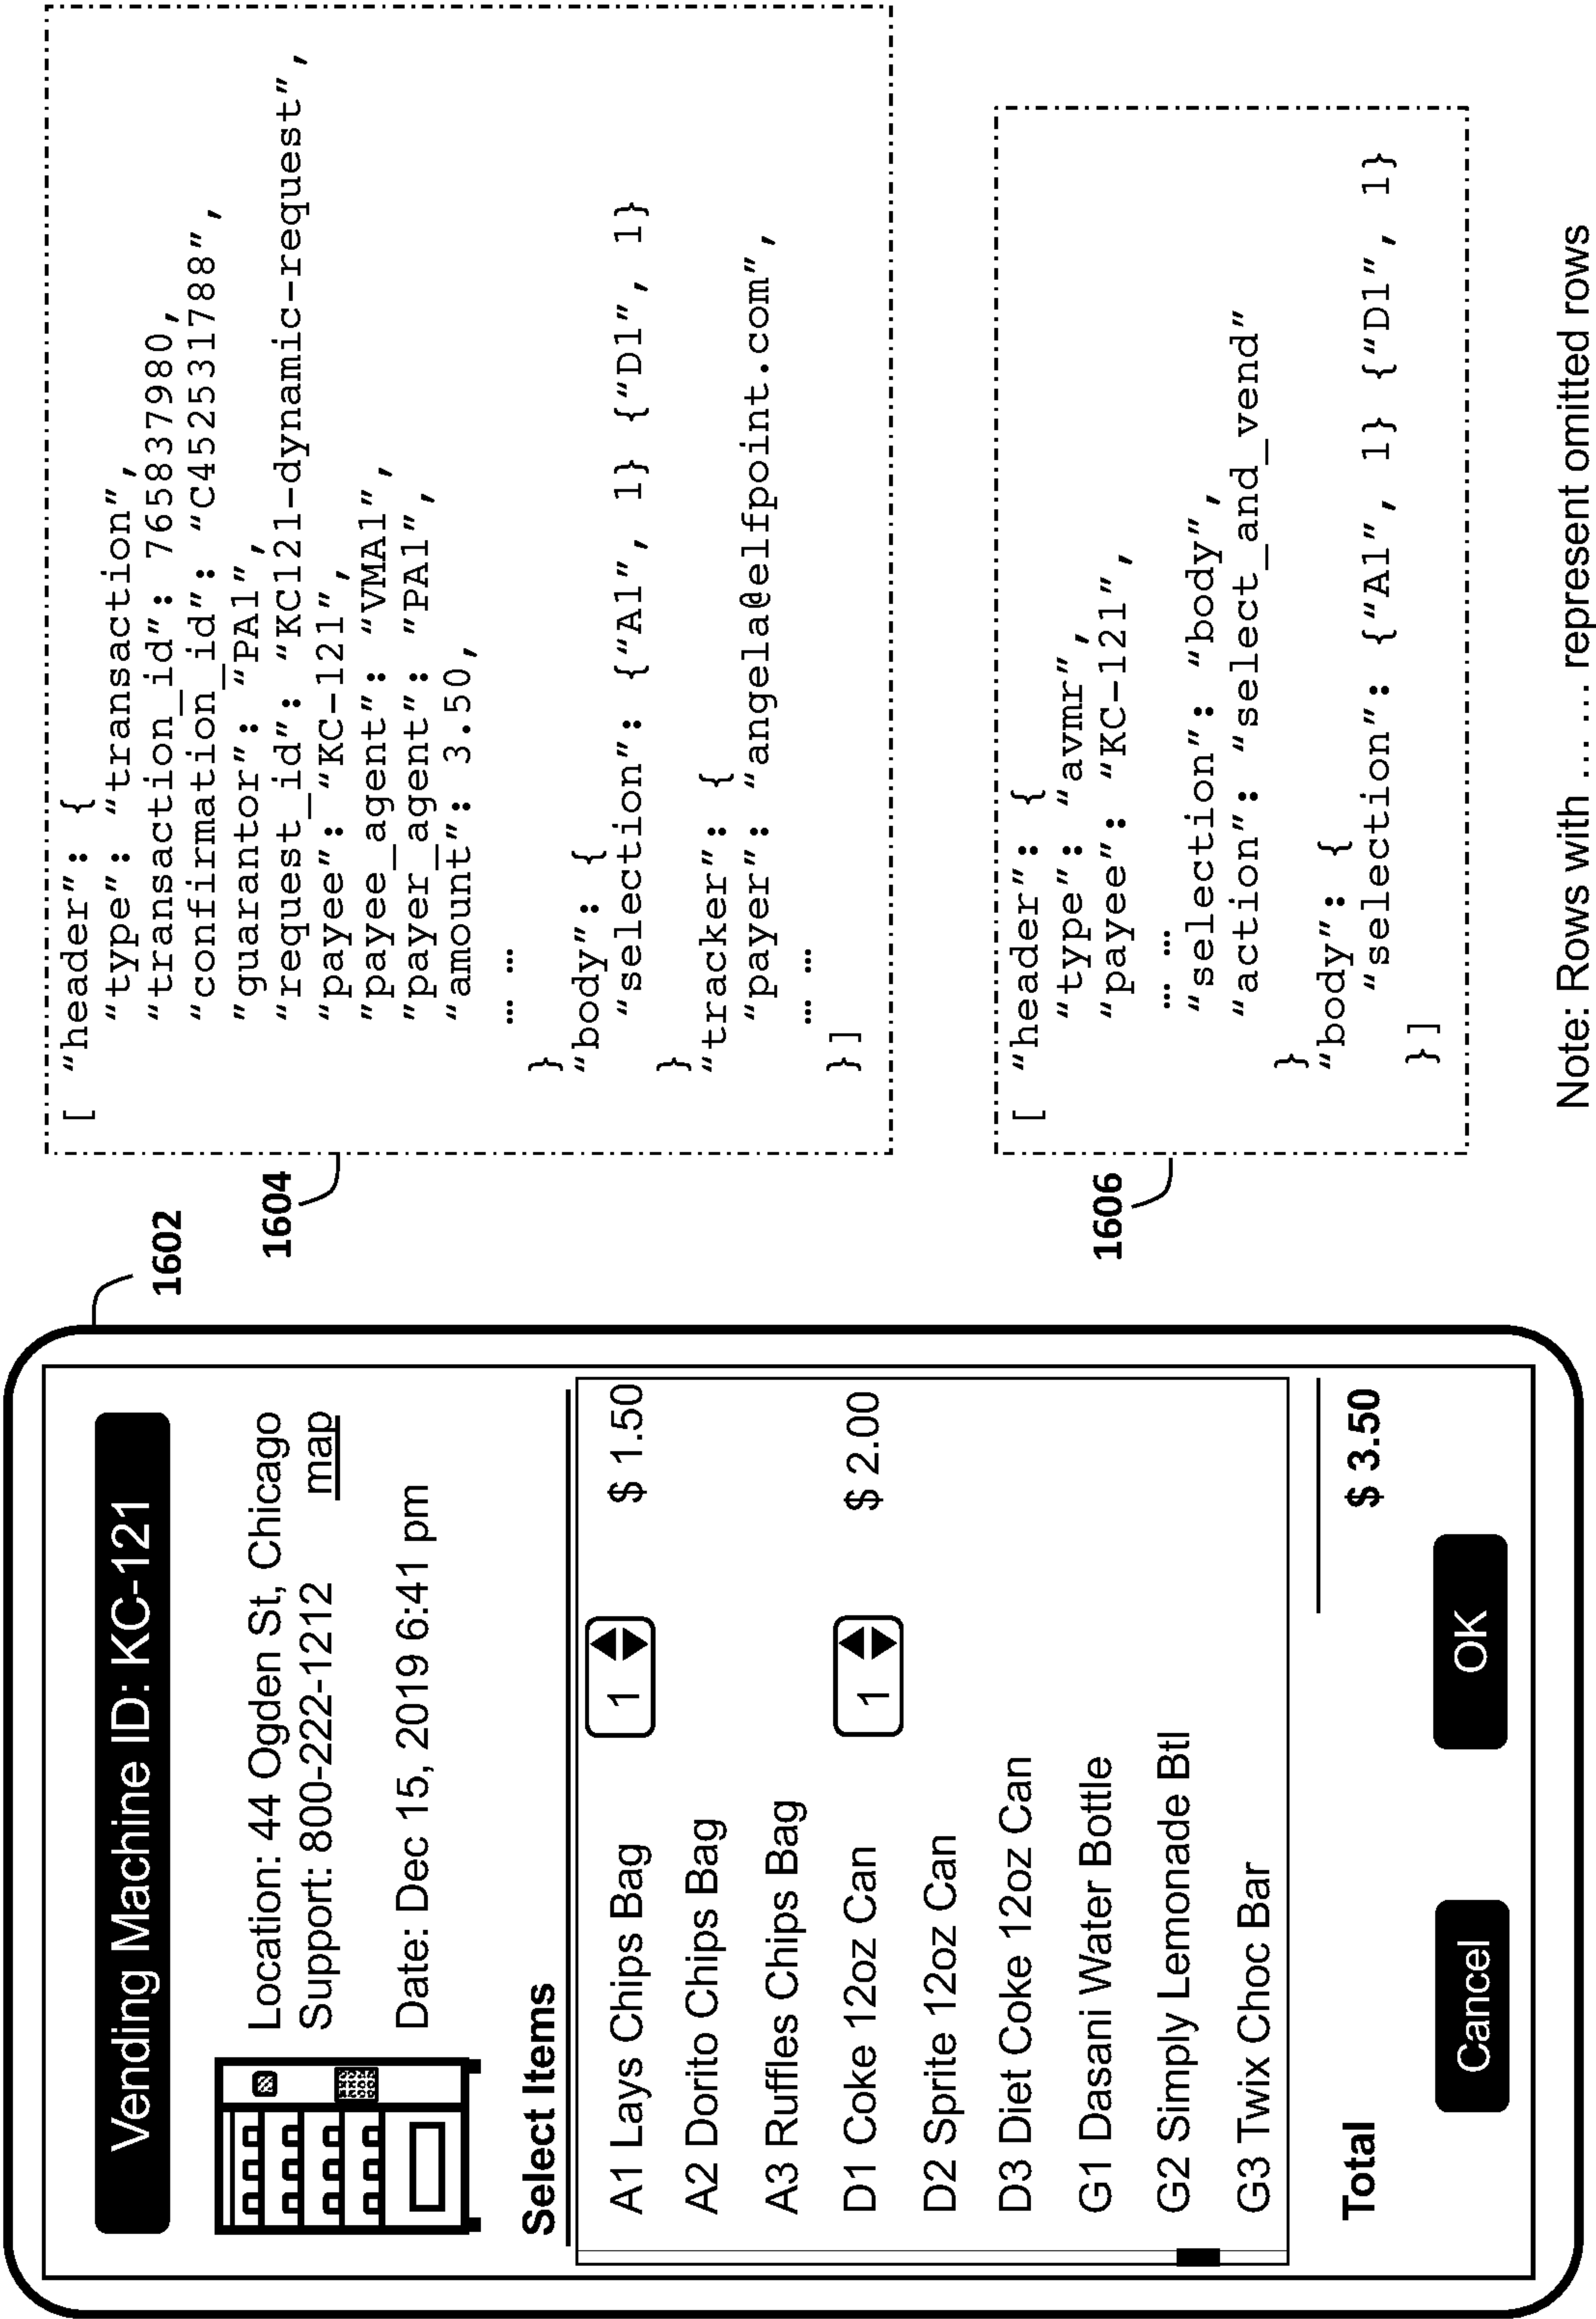 Vending Machine ID: KC-121
Location: 44 Ogden St, Chicago
Support: 800-222-1212 map
Date: Dec 15, 2019 6:41 pm
Select Items
A1 Lays Chips Bag 1 $ 1.50
A2 Dorito Chips Bag
A3 Ruffles Chips Bag
D1 Coke 12oz Can 1 $ 2.00
D2 Sprite 12oz Can
D3 Diet Coke 12oz Can
G1 Dasani Water Bottle
G2 Simply Lemonade Btl
G3 Twix Choc Bar
Total $ 3.50
Cancel OK
1602
1604
[ “header”: {
“type”: “transaction”,
“transaction_id”: 765837980,
“confirmation_id”: “C452531788”,
”guarantor”: “PA1”,
“request_id”: “KC121-dynamic-request”,
“payee”: “KC-121”,
“payee_agent”: “VMA1”,
“payer_agent”: “PA1”,
“amount”: 3.50,
… …
}
“body”: {
“selection”: {“A1”, 1} {“D1”, 1}
}
“tracker”: {
“payer”: “angela@elfpoint.com”,
… …
} ]
1606
[ “header”: {
“type”: “avmr”,
“payee”: “KC-121”,
… …
“selection”: “body”,
“action”: “select_and_vend”
}
“body”: {
“selection”: {“A1”, 1} {“D1”, 1}
} ]
Note: Rows with … … represent omitted rows